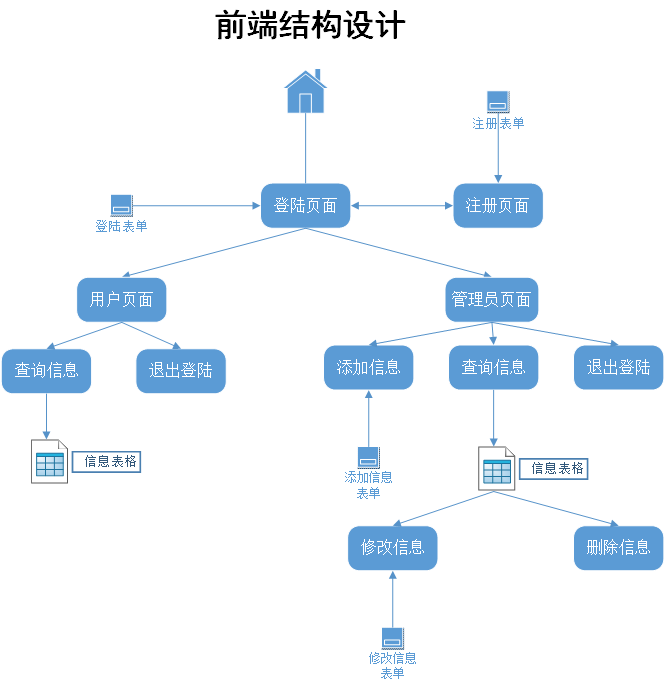 前端结构设计
注册表单
登陆页面
注册页面
登陆表单
用户页面
管理员页面
查询信息
退出登陆
添加信息
查询信息
退出登陆
信息表格
添加信息
表单
信息表格
修改信息
删除信息
修改信息
表单